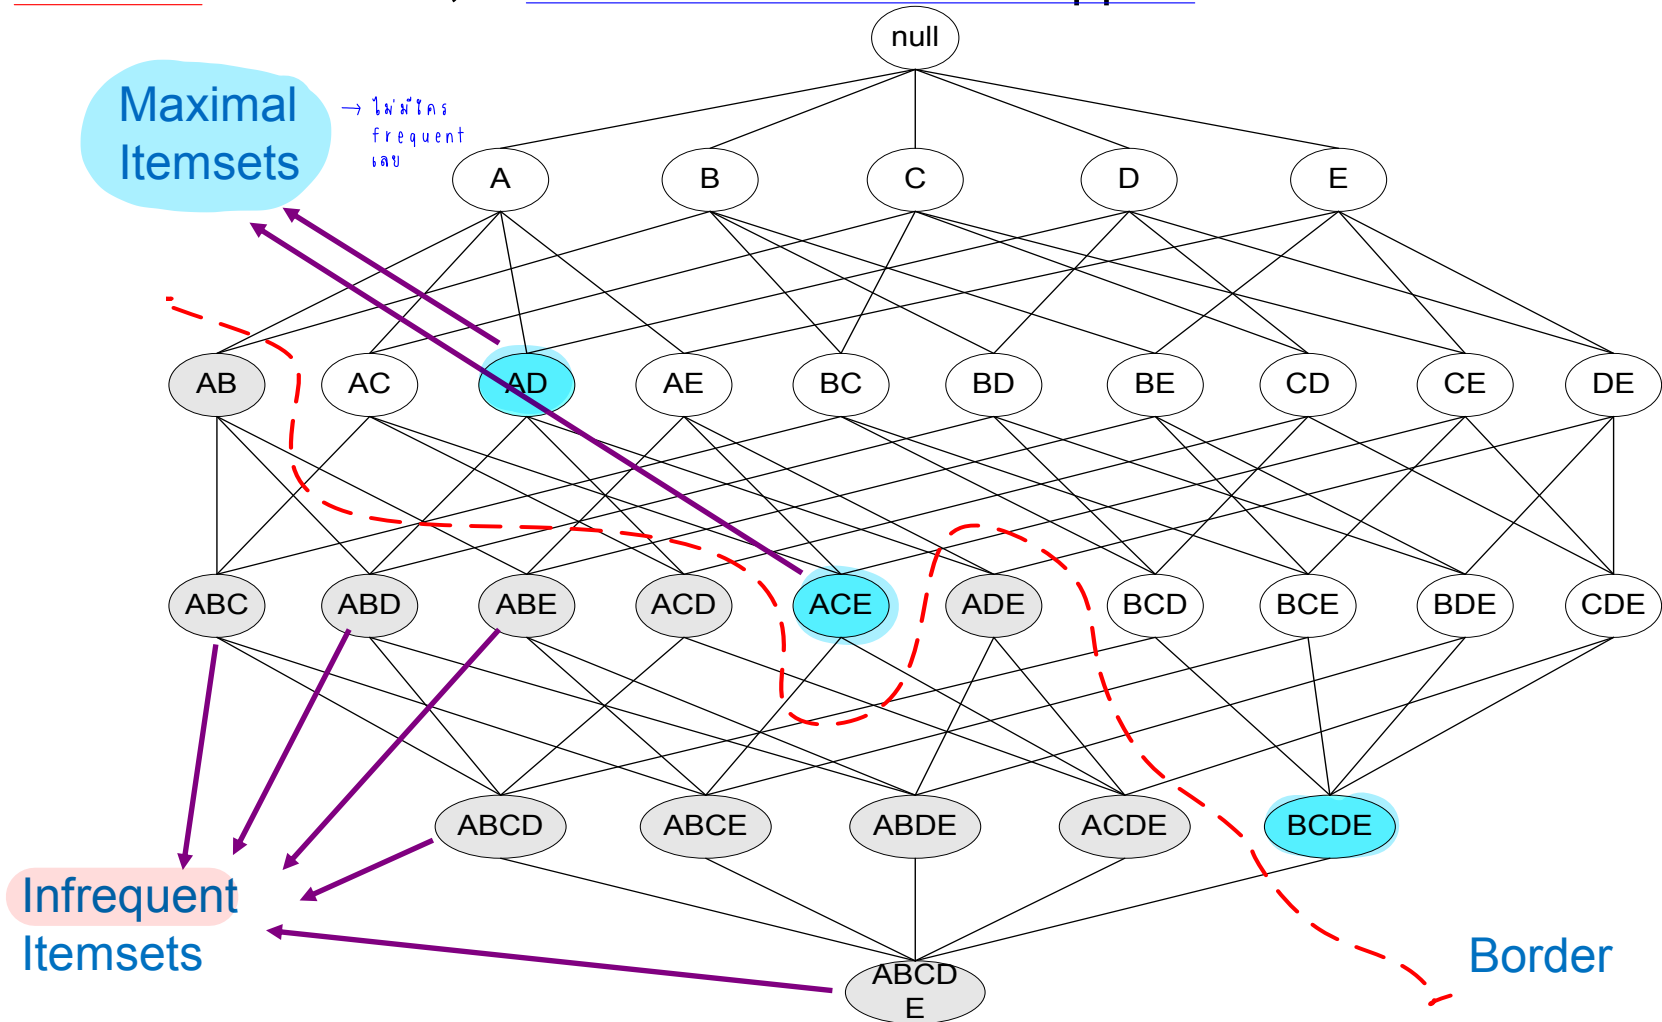 null
Maximal
Itemsets
→ ไม่มีใคร
frequent
เลย
A B C D E
AB AC AD AE BC BD BE CD CE DE
ABC ABD ABE ACD ACE ADE BCD BCE BDE CDE
ABCD ABCE ABDE ACDE BCDE
Infrequent
Itemsets
Border
ABCD
E